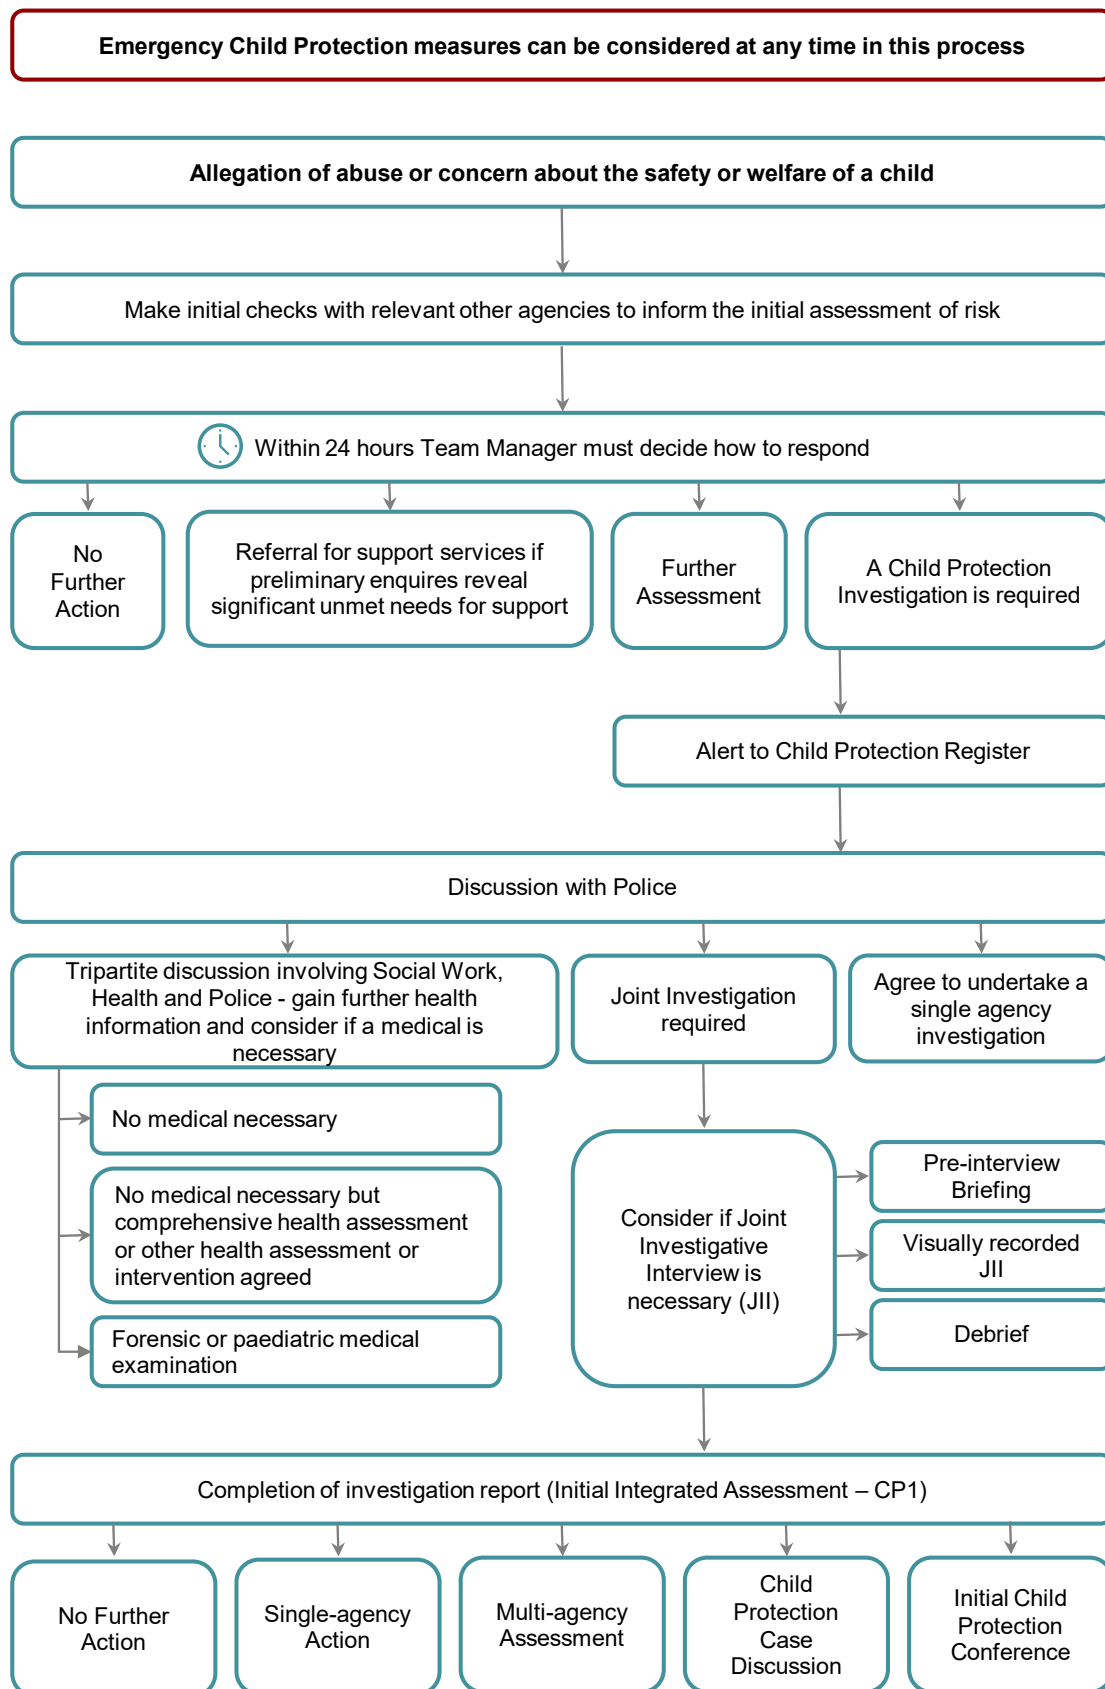 Emergency Child Protection measures can be considered at any time in this process
Allegation of abuse or concern about the safety or welfare of a child
Make initial checks with relevant other agencies to inform the initial assessment of risk
Within 24 hours Team Manager must decide how to respond
No
Further
Action
Referral for support services if
preliminary enquires reveal
significant unmet needs for support
Further
Assessment
A Child Protection
Investigation is required
Alert to Child Protection Register
Discussion with Police
Tripartite discussion involving Social Work,
Health and Police - gain further health
information and consider if a medical is
necessary
Joint Investigation
required
Agree to undertake a
single agency
investigation
No medical necessary
No medical necessary but
comprehensive health assessment
or other health assessment or
intervention agreed
Forensic or paediatric medical
examination
Consider if Joint
Investigative
Interview is
necessary (JII)
Pre-interview
Briefing
Visually recorded
JII
Debrief
Completion of investigation report (Initial Integrated Assessment – CP1)
No Further
Action
Single-agency
Action
Multi-agency
Assessment
Child
Protection
Case
Discussion
Initial Child
Protection
Conference